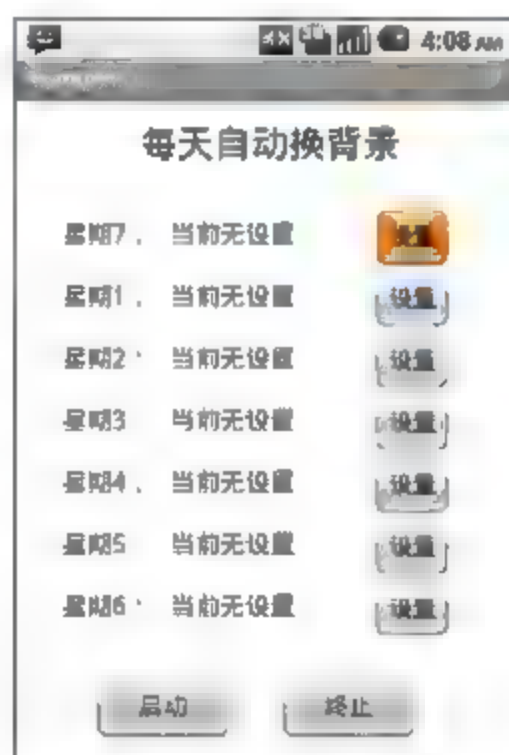 4:08 AM
每天自动换背景
星期7： 当前无设置 设置
星期1： 当前无设置 设置
星期2： 当前无设置 设置
星期3 当前无设置 设置
星期4： 当前无设置 设置
星期5 当前无设置 设置
星期6： 当前无设置 设置
启动 终止